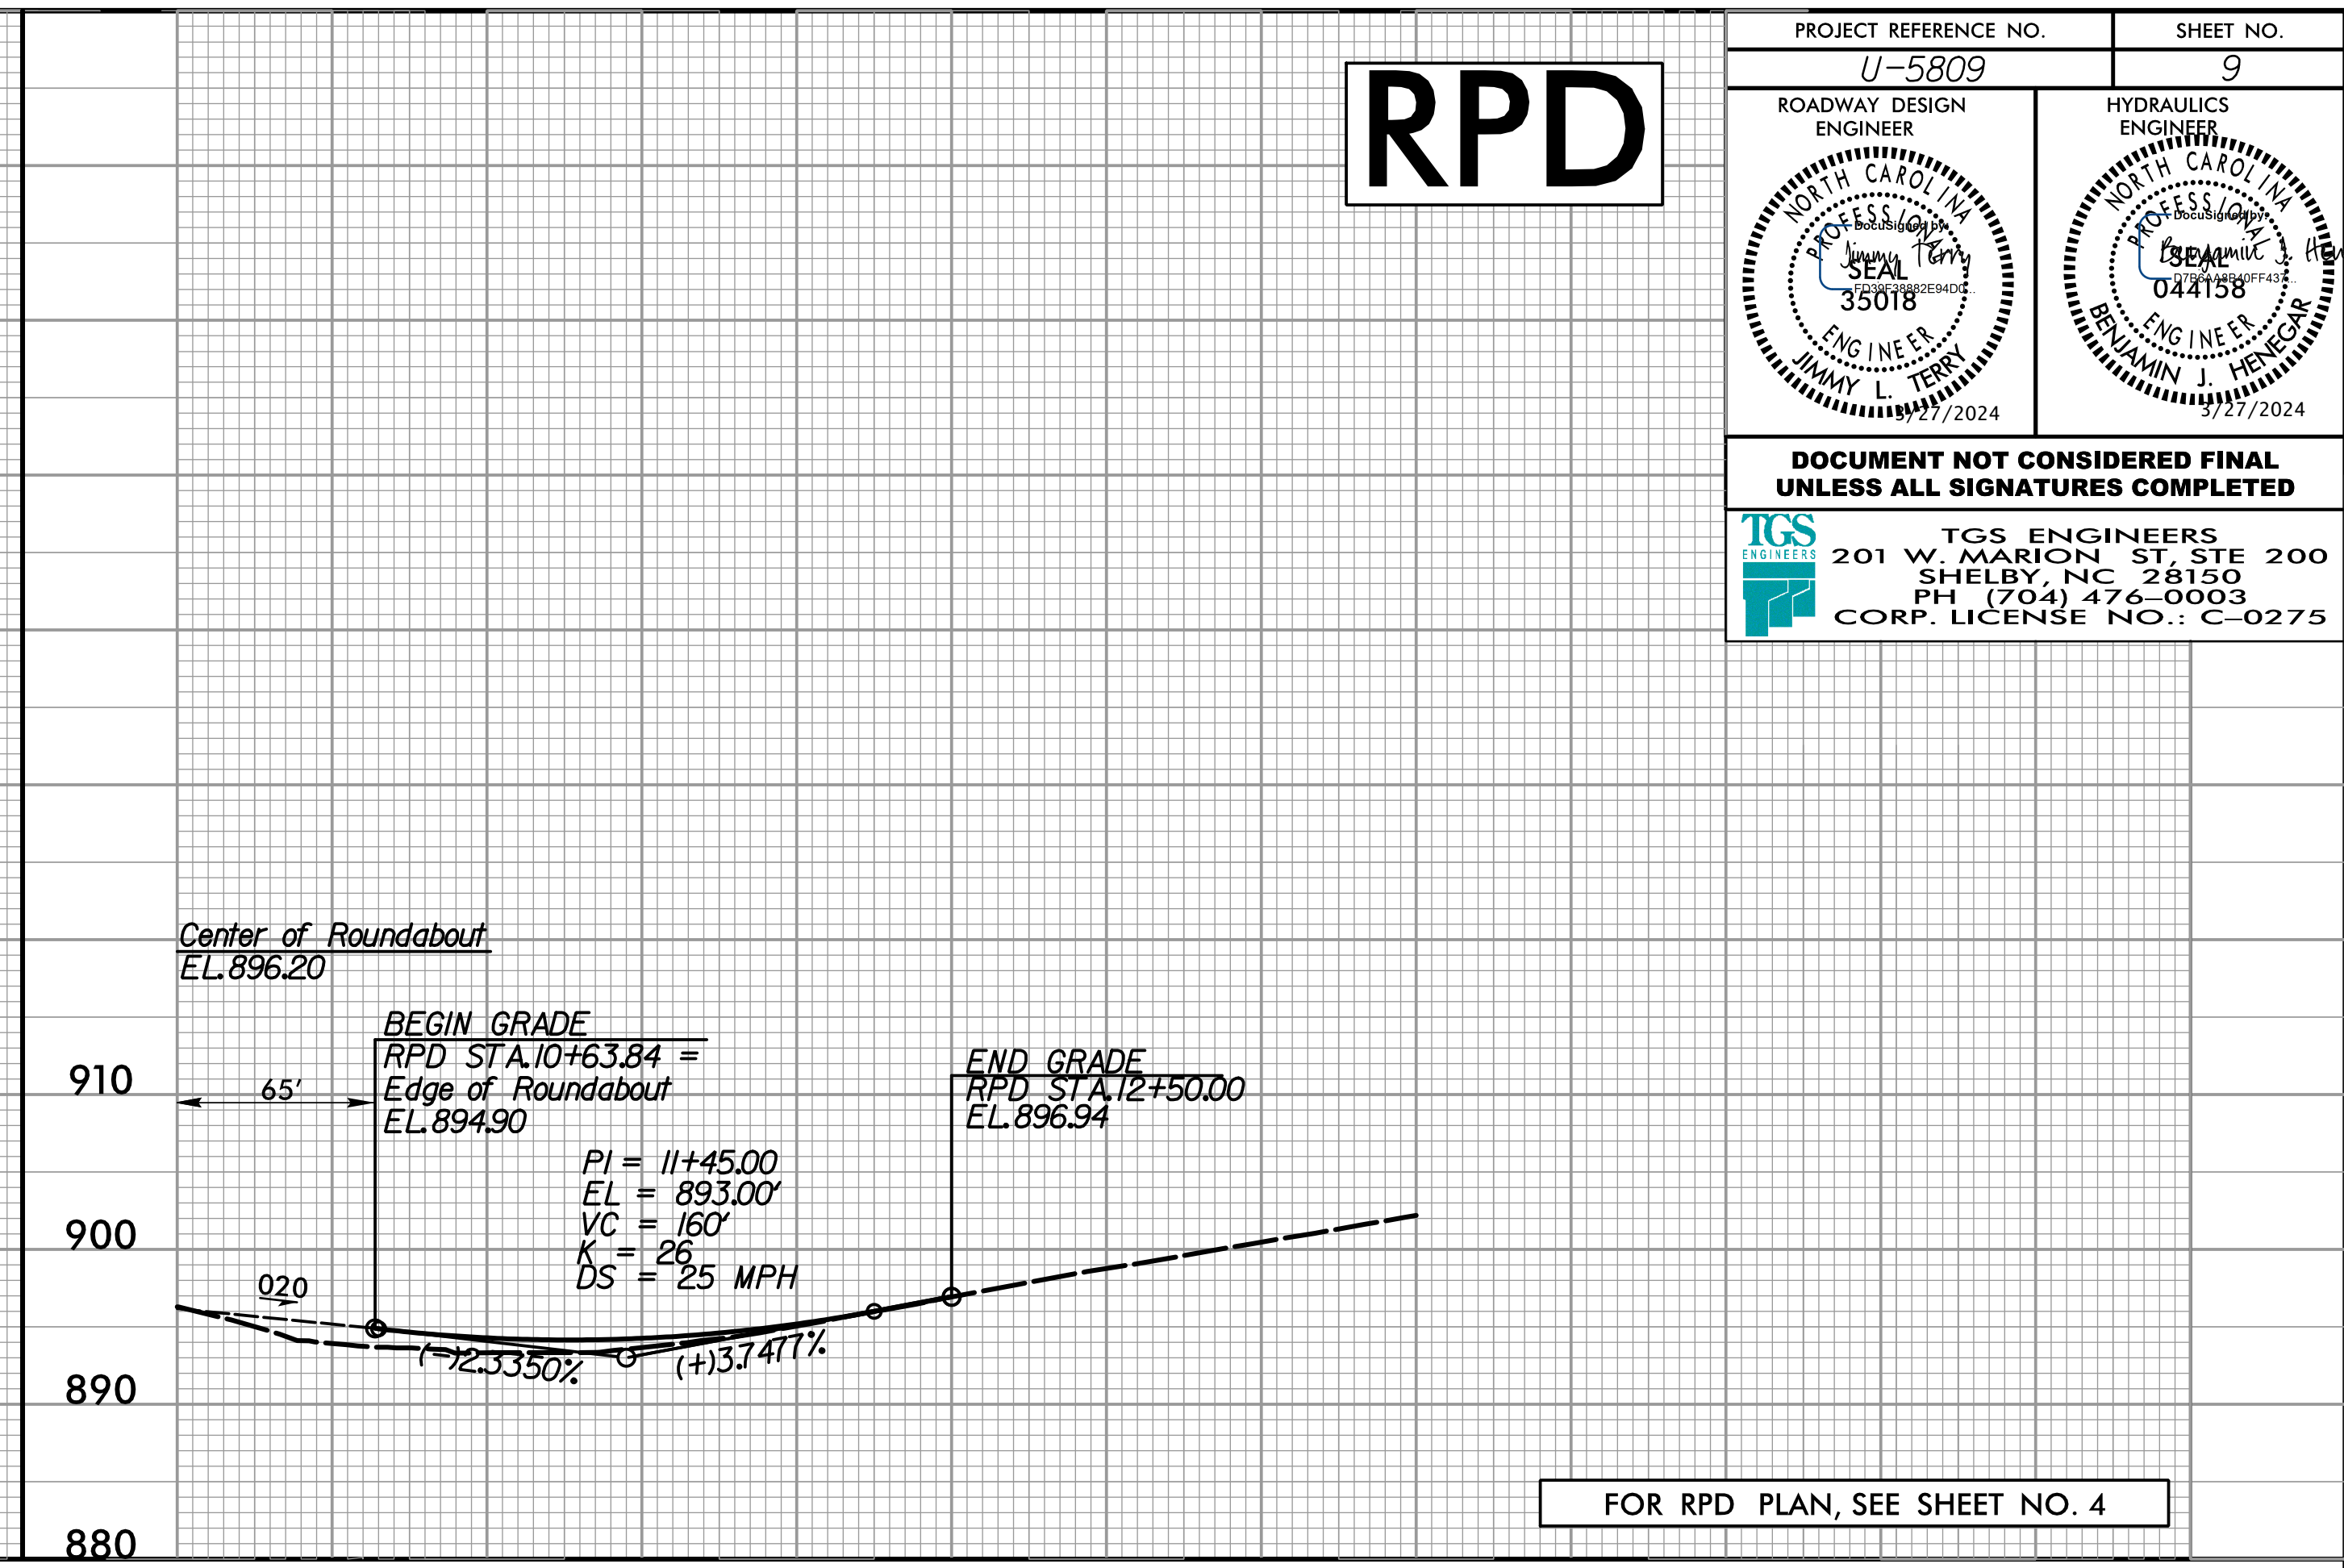 RPD
PROJECT REFERENCE NO.
SHEET NO.
U-5809
9
ROADWAY DESIGN
ENGINEER
HYDRAULICS
ENGINEER
NORTH CAROLINA
PROFESSIONAL
DocuSigned by:
Jimmy Terry
SEAL
FD39F38882E94D0...
35018
ENGINEER
JIMMY L. TERRY
3/27/2024
NORTH CAROLINA
PROFESSIONAL
DocuSigned by:
Benjamin J. Hen
SEAL
D7B6AA8B40FF437...
044158
ENGINEER
BENJAMIN J. HENEGAR
3/27/2024
DOCUMENT NOT CONSIDERED FINAL
UNLESS ALL SIGNATURES COMPLETED
TGS
ENGINEERS
TGS ENGINEERS
201 W. MARION ST, STE 200
SHELBY, NC 28150
PH (704) 476-0003
CORP. LICENSE NO.: C-0275
Center of Roundabout
EL. 896.20
BEGIN GRADE
RPD STA. 10+63.84 =
Edge of Roundabout
EL. 894.90
65'
END GRADE
RPD STA. 12+50.00
EL. 896.94
PI = 11+45.00
EL = 893.00'
VC = 160'
K = 26
DS = 25 MPH
020
(-)2.3350%
(+)3.7477%
910
900
890
880
FOR RPD PLAN, SEE SHEET NO. 4